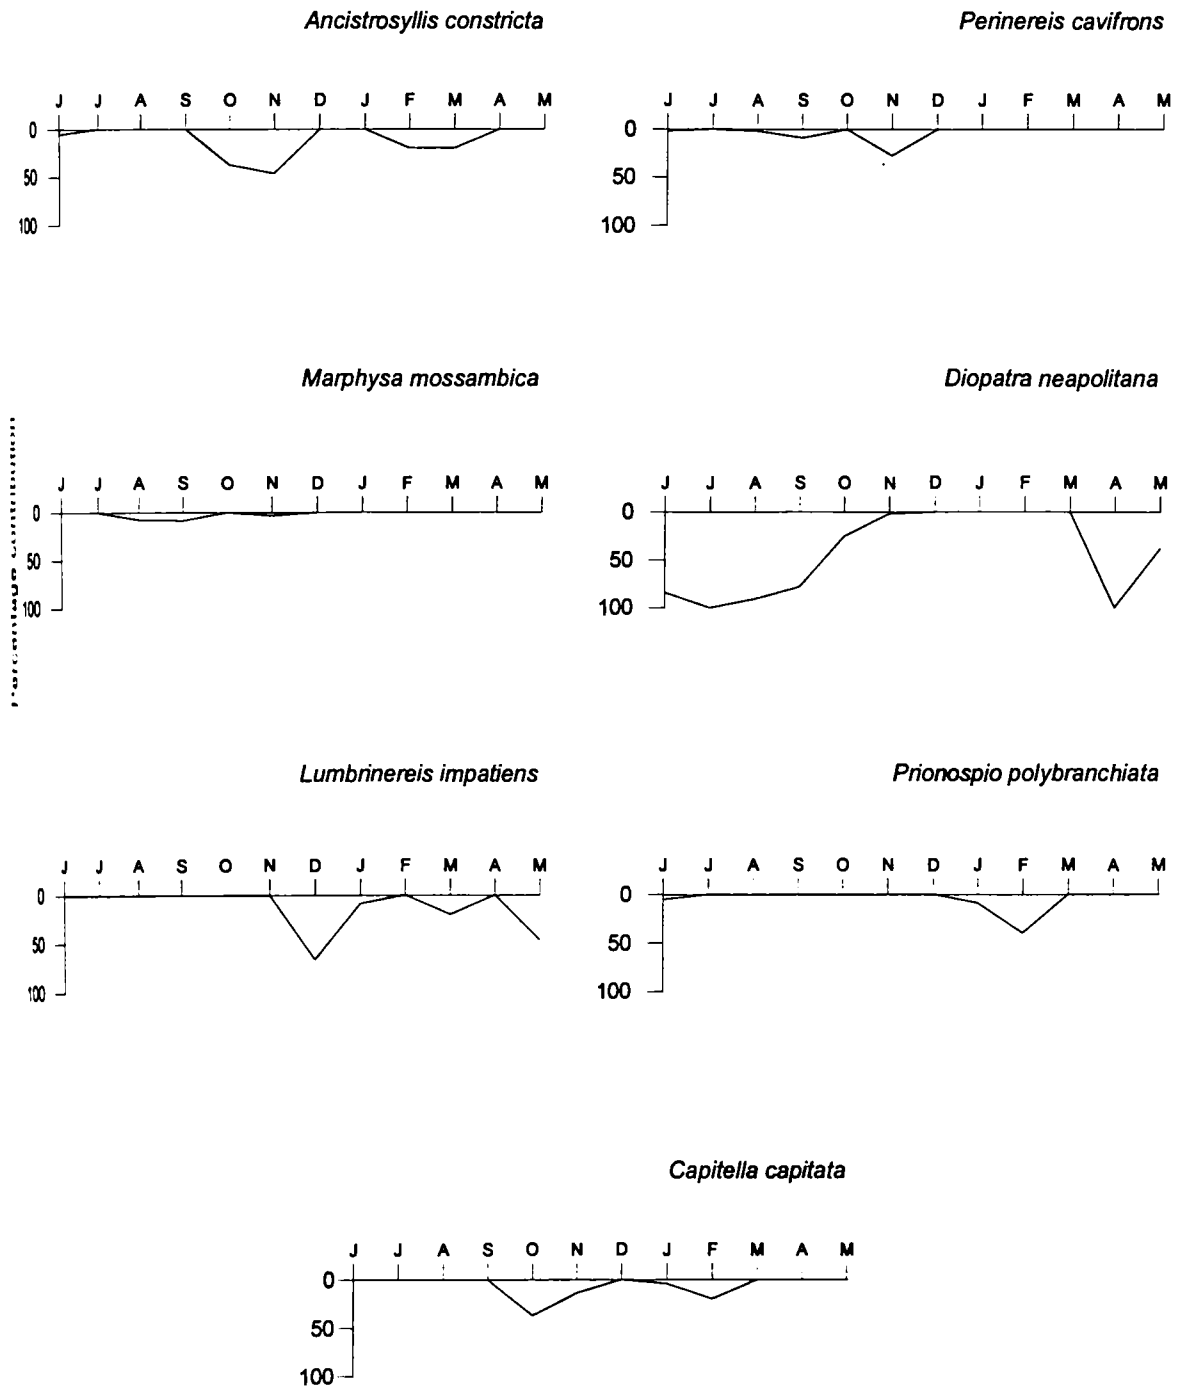 Ancistrosyllis constricta
J J A S O N D J F M A M
0
50
100
Perinereis cavifrons
J J A S O N D J F M A M
0
50
100
Marphysa mossambica
J J A S O N D J F M A M
0
50
100
Diopatra neapolitana
J J A S O N D J F M A M
0
50
100
Lumbrinereis impatiens
J J A S O N D J F M A M
0
50
100
Prionospio polybranchiata
J J A S O N D J F M A M
0
50
100
Capitella capitata
J J A S O N D J F M A M
0
50
100